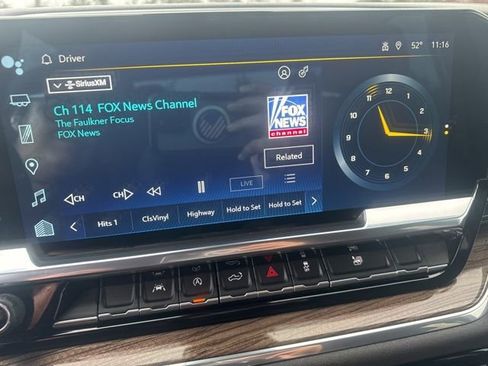 Driver
52°
11:16
SiriusXM
Ch 114 FOX News Channel
The Faulkner Focus
FOX News
FOX
NEWS
channel
Related
CH
CH
LIVE
Hits 1
ClsVinyl
Highway
Hold to Set
Hold to Set
11
12
1
2
3
4
5
6
7
8
9
10